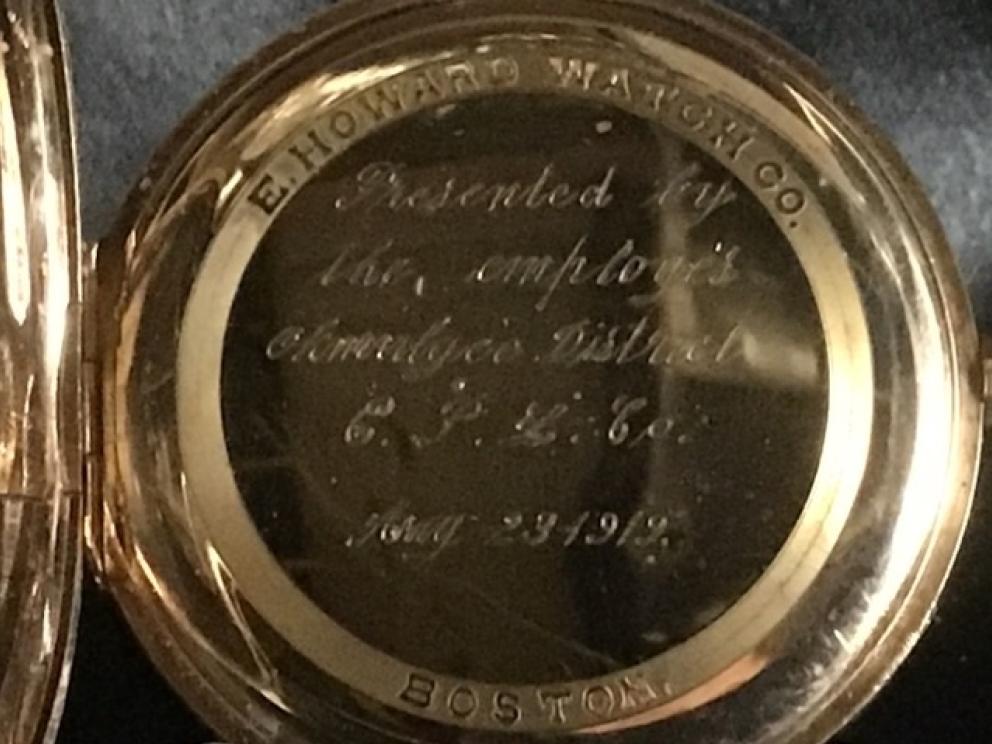 E. HOWARD WATCH CO.
Presented by
the employe's
Okmulgee District
P. L. Co.
Aug 23 1912.
BOSTON.